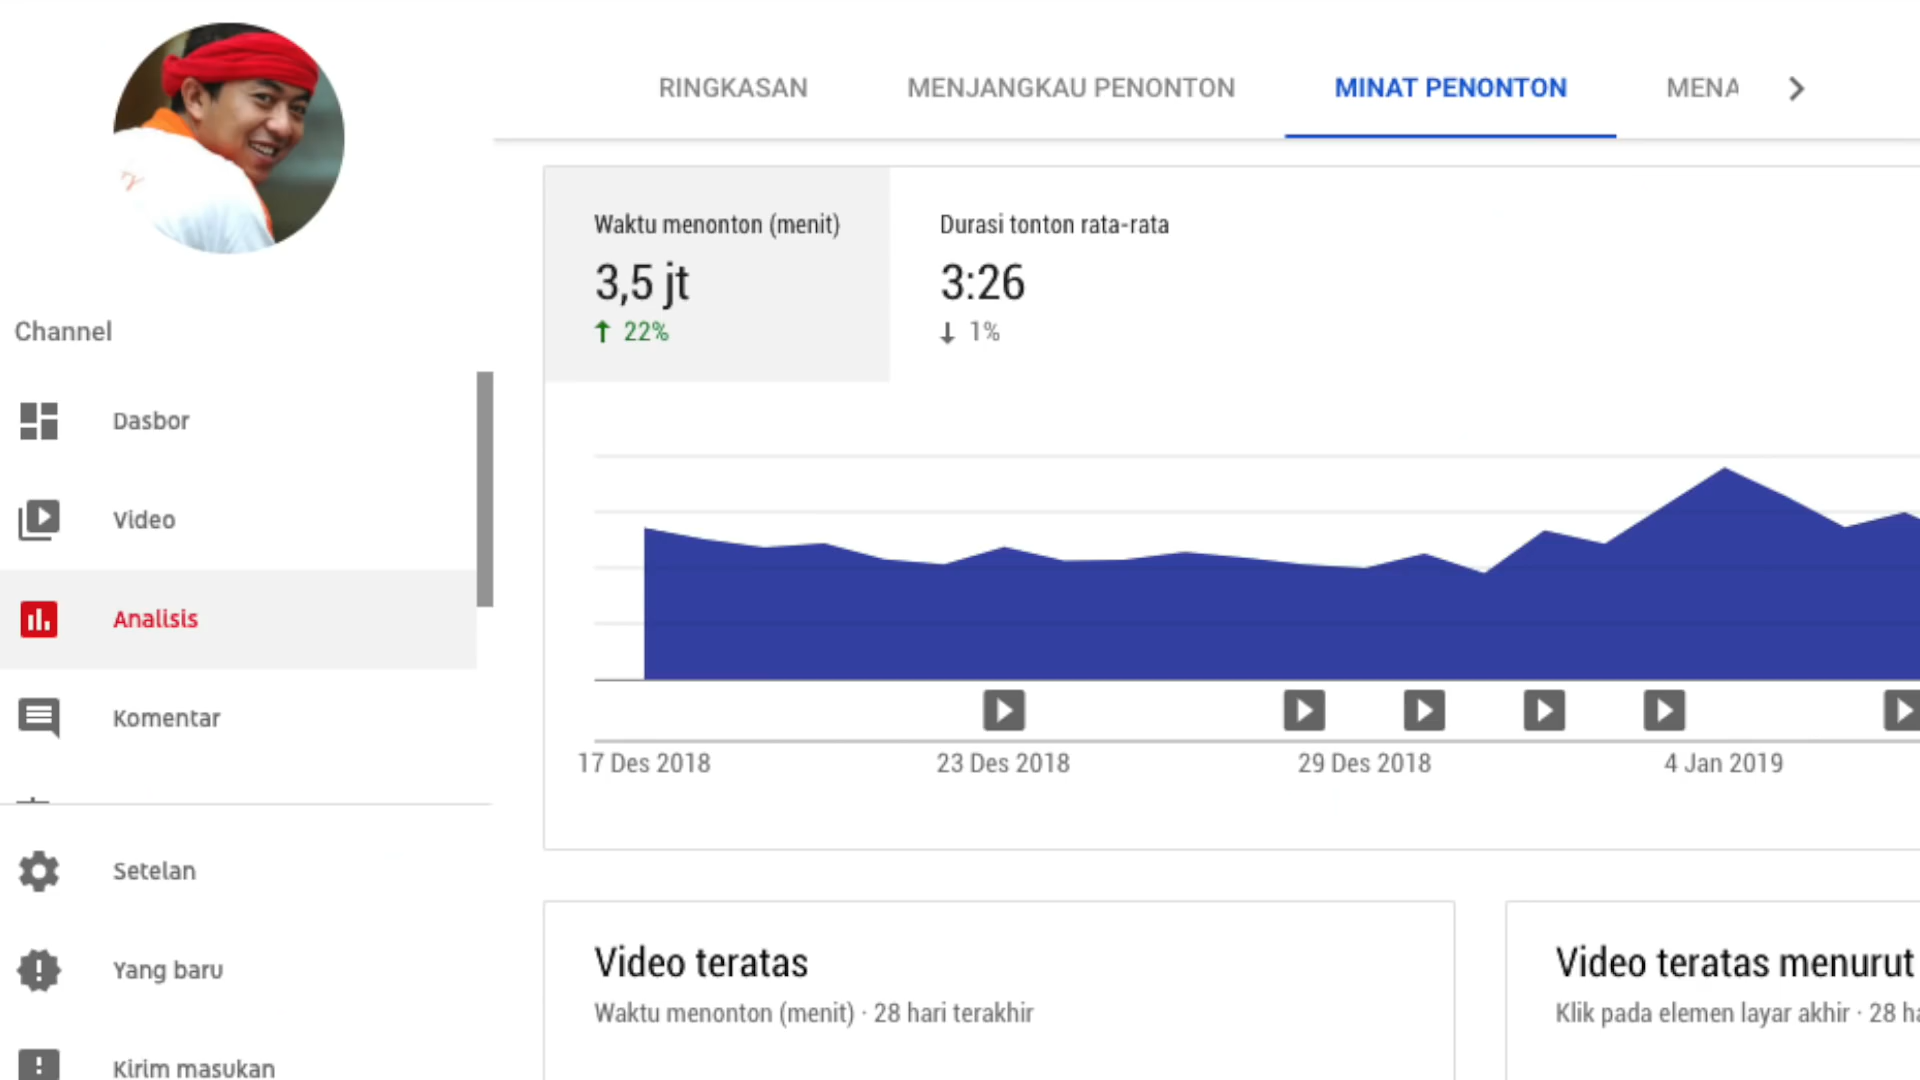 RINGKASAN
MENJANGKAU PENONTON
MINAT PENONTON
MENA
Waktu menonton (menit)
3,5 jt
22%
Durasi tonton rata-rata
3:26
1%
Channel
Dasbor
Video
Analisis
Komentar
Setelan
Yang baru
Kirim masukan
17 Des 2018
23 Des 2018
29 Des 2018
4 Jan 2019
Video teratas
Waktu menonton (menit) · 28 hari terakhir
Video teratas menurut
Klik pada elemen layar akhir · 28 ha